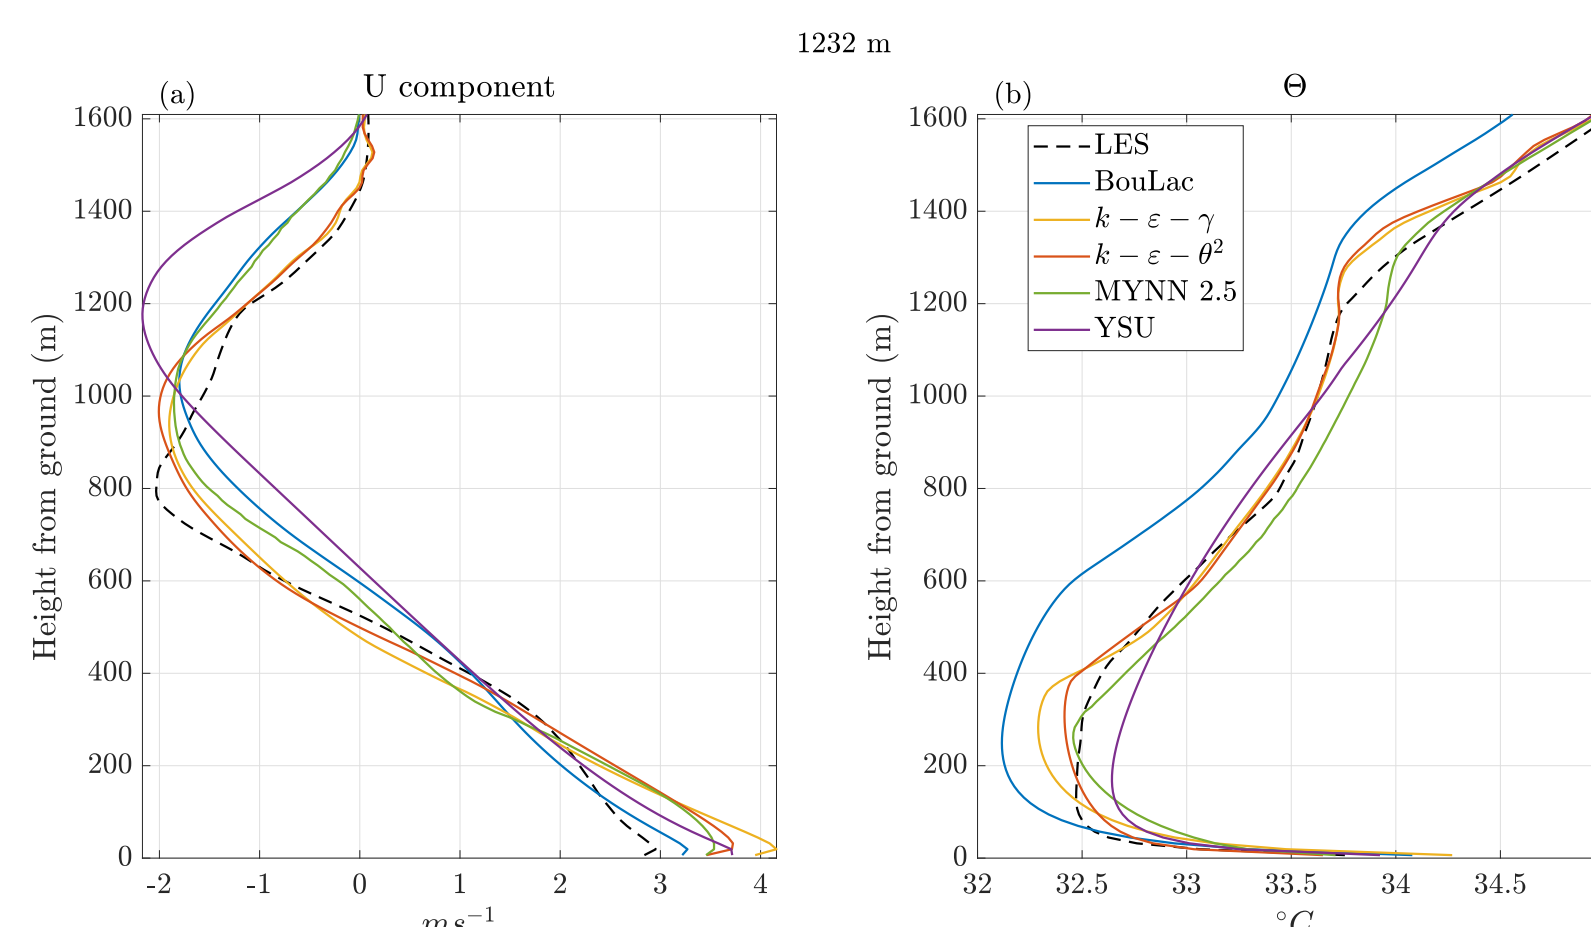 1232 m
(a) U component
1600
1400
1200
1000
800
600
400
200
0
Height from ground (m)
-2 -1 0 1 2 3 4
m s⁻¹
(b) Θ
1600
1400
1200
1000
800
600
400
200
0
Height from ground (m)
32 32.5 33 33.5 34 34.5
°C
LES
BouLac
k − ε − γ
k − ε − θ²
MYNN 2.5
YSU